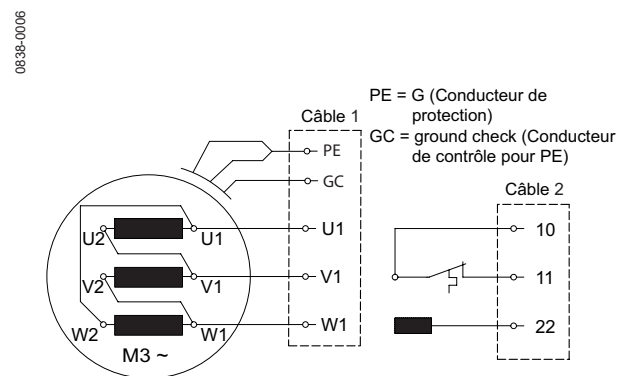 0838-0006
PE = G (Conducteur de
protection)
GC = ground check (Conducteur
de contrôle pour PE)
Câble 1
PE
GC
U2 U1 U1
V2 V1 V1
W2 W1 W1
M3 ~
Câble 2
10
11
22